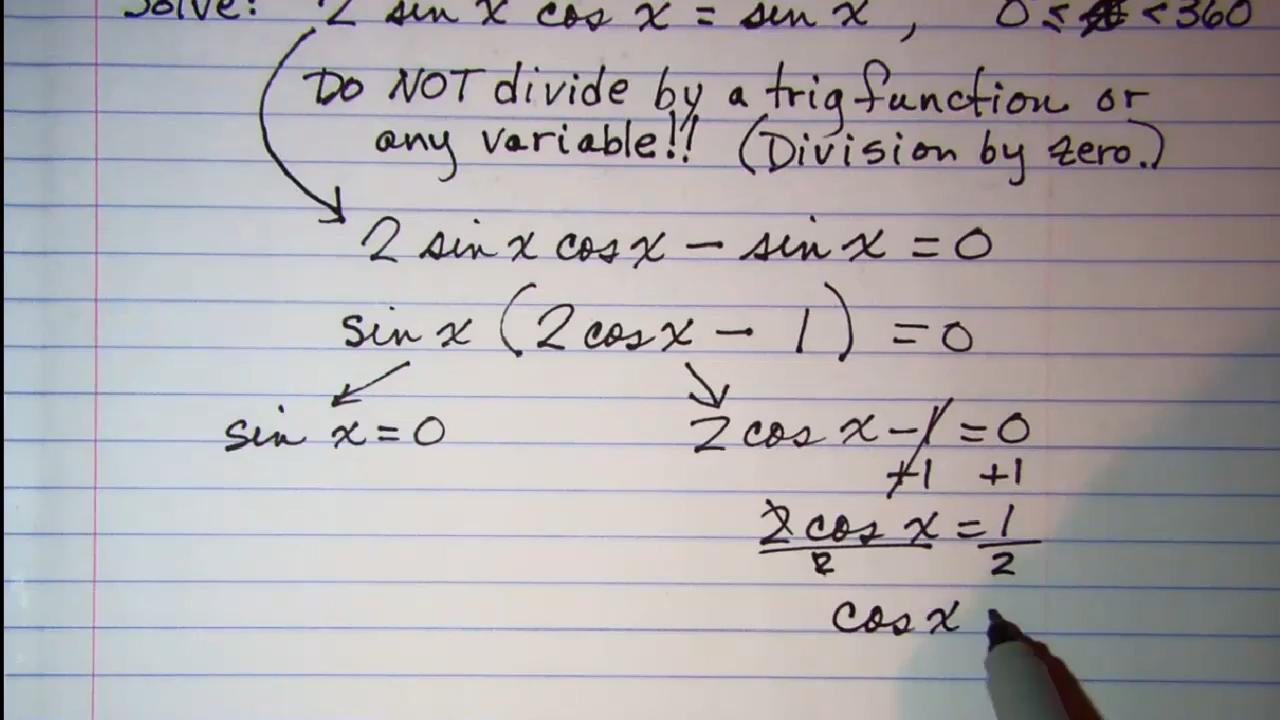 Solve: 2 sin x cos x = sin x , 0 ≤ < 360
Do NOT divide by a trig function or
any variable!! (Division by zero.)
2 sin x cos x − sin x = 0
sin x (2 cos x − 1) = 0
sin x = 0 2 cos x − 1 = 0
+1 +1
2 cos x = 1
2 2
cos x